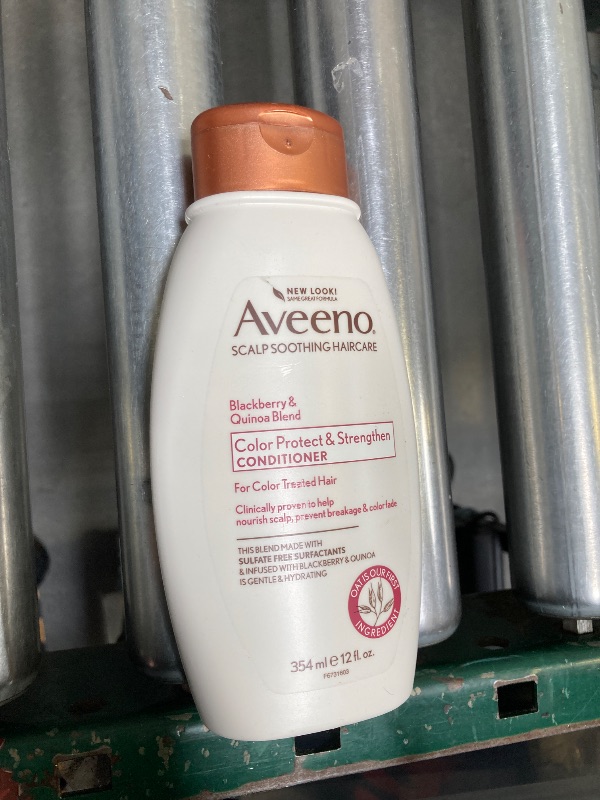 NEW LOOK!
SAME GREAT FORMULA
Aveeno®
SCALP SOOTHING HAIRCARE
Blackberry &
Quinoa Blend
Color Protect & Strengthen
CONDITIONER
For Color Treated Hair
Clinically proven to help
nourish scalp, prevent breakage & color fade
THIS BLEND MADE WITH
SULFATE FREE SURFACTANTS
& INFUSED WITH BLACKBERRY & QUINOA
IS GENTLE & HYDRATING
OAT IS OUR FIRST
INGREDIENT
354 ml e 12 fl. oz.